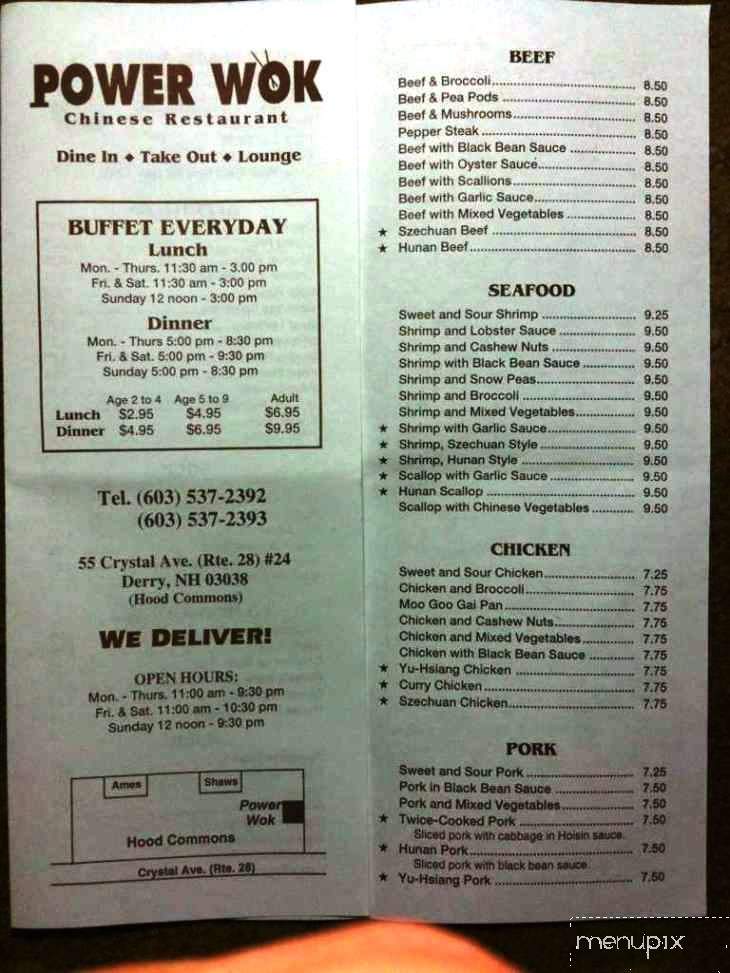 POWER WOK
Chinese Restaurant
Dine In ◆ Take Out ◆ Lounge
BUFFET EVERYDAY
Lunch
Mon. - Thurs. 11:30 am - 3:00 pm
Fri. & Sat. 11:30 am - 3:00 pm
Sunday 12 noon - 3:00 pm
Dinner
Mon. - Thurs 5:00 pm - 8:30 pm
Fri. & Sat. 5:00 pm - 9:30 pm
Sunday 5:00 pm - 8:30 pm
Age 2 to 4 Age 5 to 9 Adult
Lunch $2.95 $4.95 $6.95
Dinner $4.95 $6.95 $9.95
Tel. (603) 537-2392
(603) 537-2393
55 Crystal Ave. (Rte. 28) #24
Derry, NH 03038
(Hood Commons)
WE DELIVER!
OPEN HOURS:
Mon. - Thurs. 11:00 am - 9:30 pm
Fri. & Sat. 11:00 am - 10:30 pm
Sunday 12 noon - 9:30 pm
Ames
Shaws
Power
Wok
Hood Commons
Crystal Ave. (Rte. 28)
BEEF
Beef & Broccoli 8.50
Beef & Pea Pods 8.50
Beef & Mushrooms 8.50
Pepper Steak 8.50
Beef with Black Bean Sauce 8.50
Beef with Oyster Sauce 8.50
Beef with Scallions 8.50
Beef with Garlic Sauce 8.50
Beef with Mixed Vegetables 8.50
★ Szechuan Beef 8.50
★ Hunan Beef 8.50
SEAFOOD
Sweet and Sour Shrimp 9.25
Shrimp and Lobster Sauce 9.50
Shrimp and Cashew Nuts 9.50
Shrimp with Black Bean Sauce 9.50
Shrimp and Snow Peas 9.50
Shrimp and Broccoli 9.50
Shrimp and Mixed Vegetables 9.50
★ Shrimp with Garlic Sauce 9.50
★ Shrimp, Szechuan Style 9.50
★ Shrimp, Hunan Style 9.50
★ Scallop with Garlic Sauce 9.50
★ Hunan Scallop 9.50
Scallop with Chinese Vegetables 9.50
CHICKEN
Sweet and Sour Chicken 7.25
Chicken and Broccoli 7.75
Moo Goo Gai Pan 7.75
Chicken and Cashew Nuts 7.75
Chicken and Mixed Vegetables 7.75
Chicken with Black Bean Sauce 7.75
★ Yu-Hsiang Chicken 7.75
★ Curry Chicken 7.75
★ Szechuan Chicken 7.75
PORK
Sweet and Sour Pork 7.25
Pork in Black Bean Sauce 7.50
Pork and Mixed Vegetables 7.50
★ Twice-Cooked Pork 7.50
Sliced pork with cabbage in Hoisin sauce.
★ Hunan Pork 7.50
Sliced pork with black bean sauce
★ Yu-Hsiang Pork 7.50
menupix